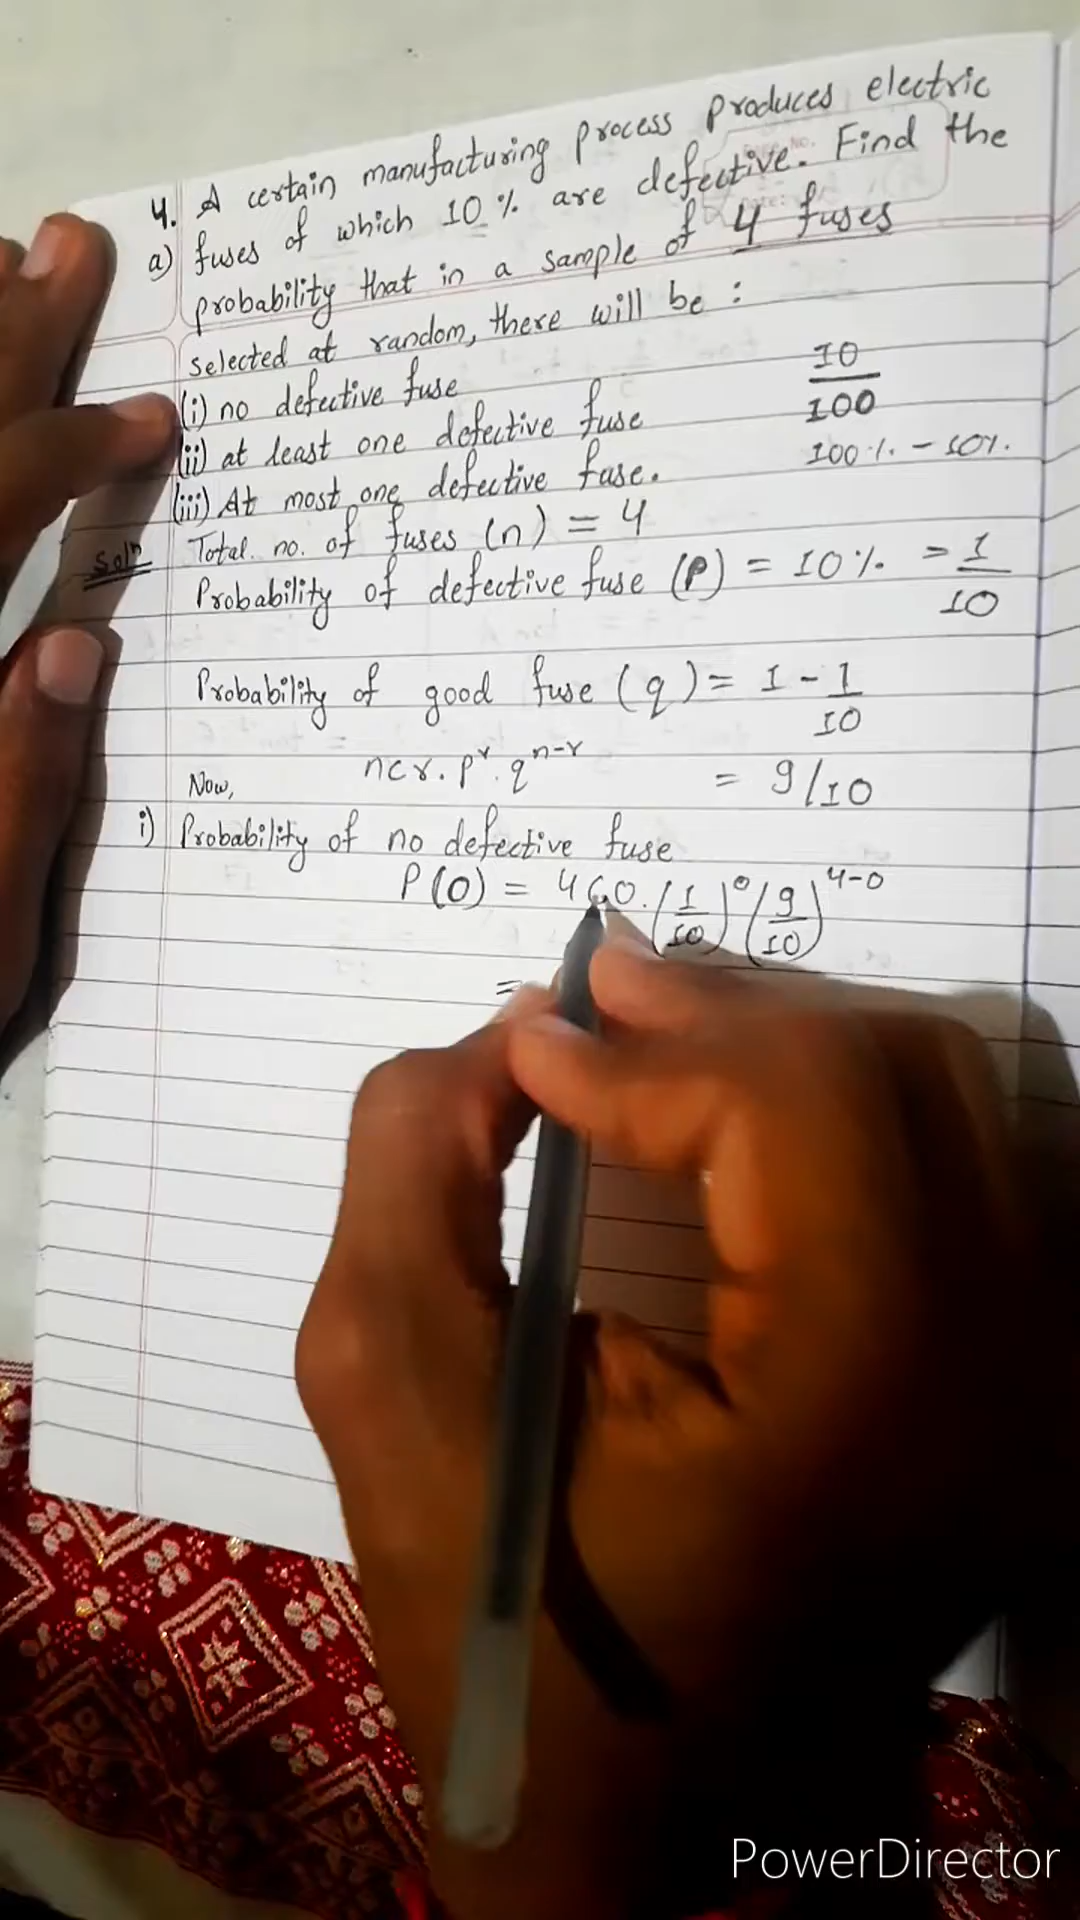 4. A certain manufacturing process produces electric
a) fuses of which 10 % are defective. Find the
probability that in a sample of 4 fuses
selected at random, there will be :
(i) no defective fuse
(ii) at least one defective fuse
(iii) At most one defective fuse.
10
100
100 % - 10%.
Soln Total no. of fuses (n) = 4
Probability of defective fuse (P) = 10 % = 1
10
Probability of good fuse (q) = 1 - 1
10
Now, ncr. p^r. q^n-r = 9/10
i) Probability of no defective fuse
P(0) = 4C0. (1/10)^0 (9/10)^4-0
=
PowerDirector